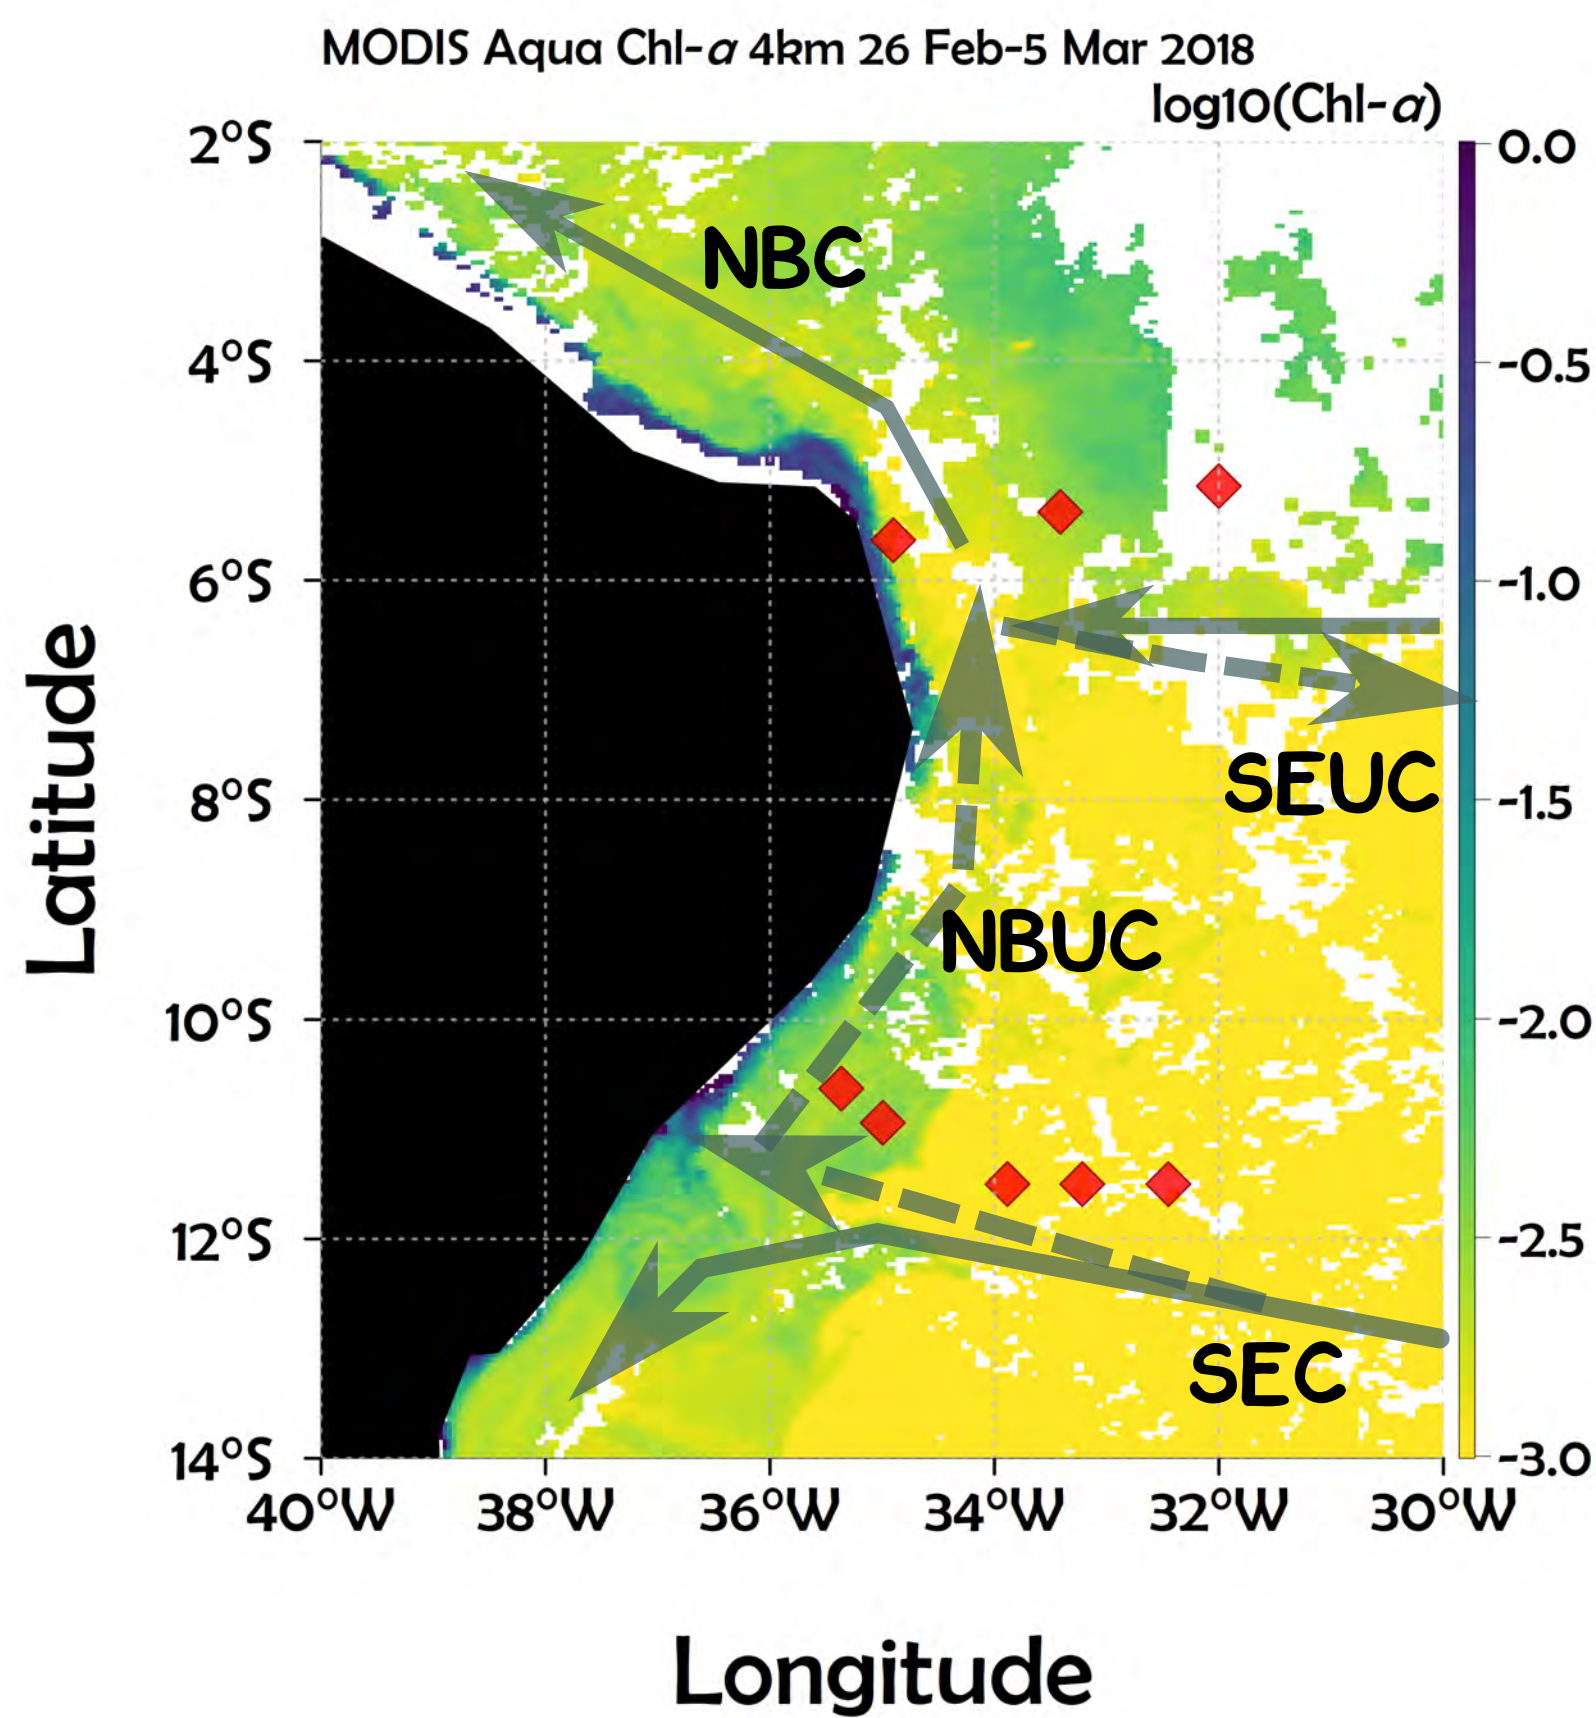 MODIS Aqua Chl-a 4km 26 Feb-5 Mar 2018
log10(Chl-a)
2°S
4°S
6°S
8°S
10°S
12°S
14°S
Latitude
NBC
SEUC
NBUC
SEC
0.0
-0.5
-1.0
-1.5
-2.0
-2.5
-3.0
40°W 38°W 36°W 34°W 32°W 30°W
Longitude